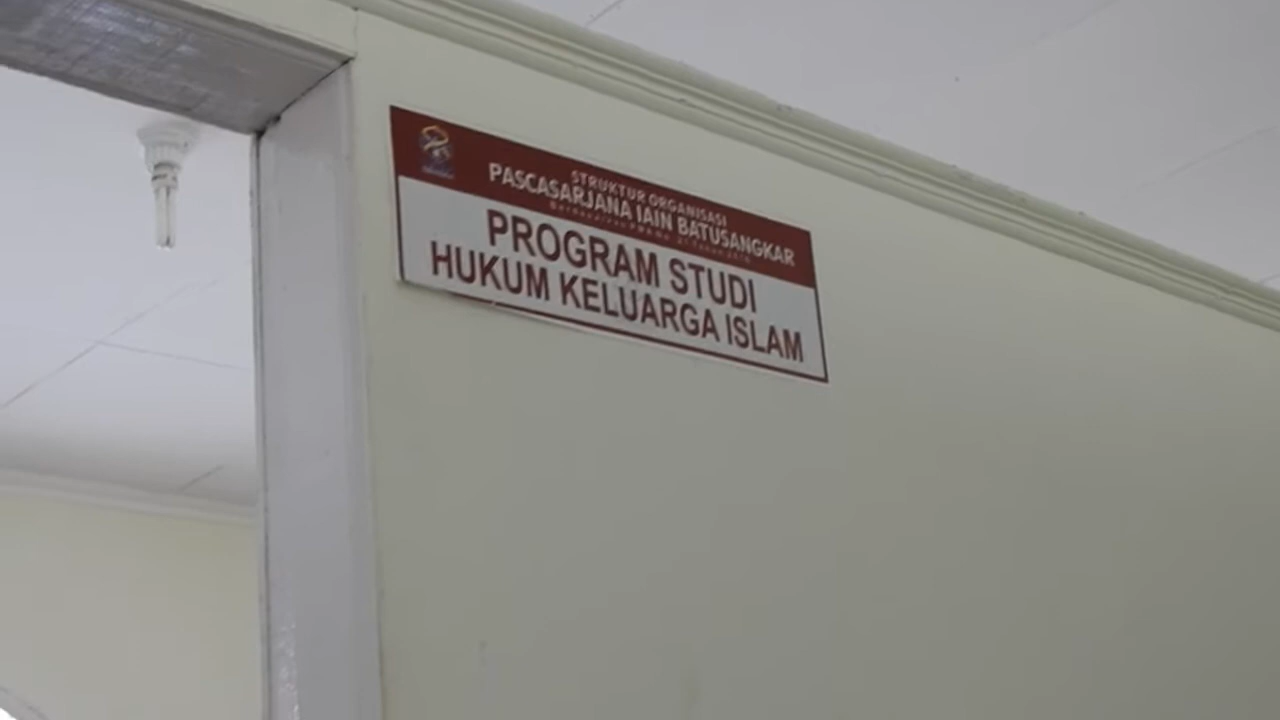 STRUKTUR ORGANISASI
PASCASARJANA IAIN BATUSANGKAR
PROGRAM STUDI
HUKUM KELUARGA ISLAM